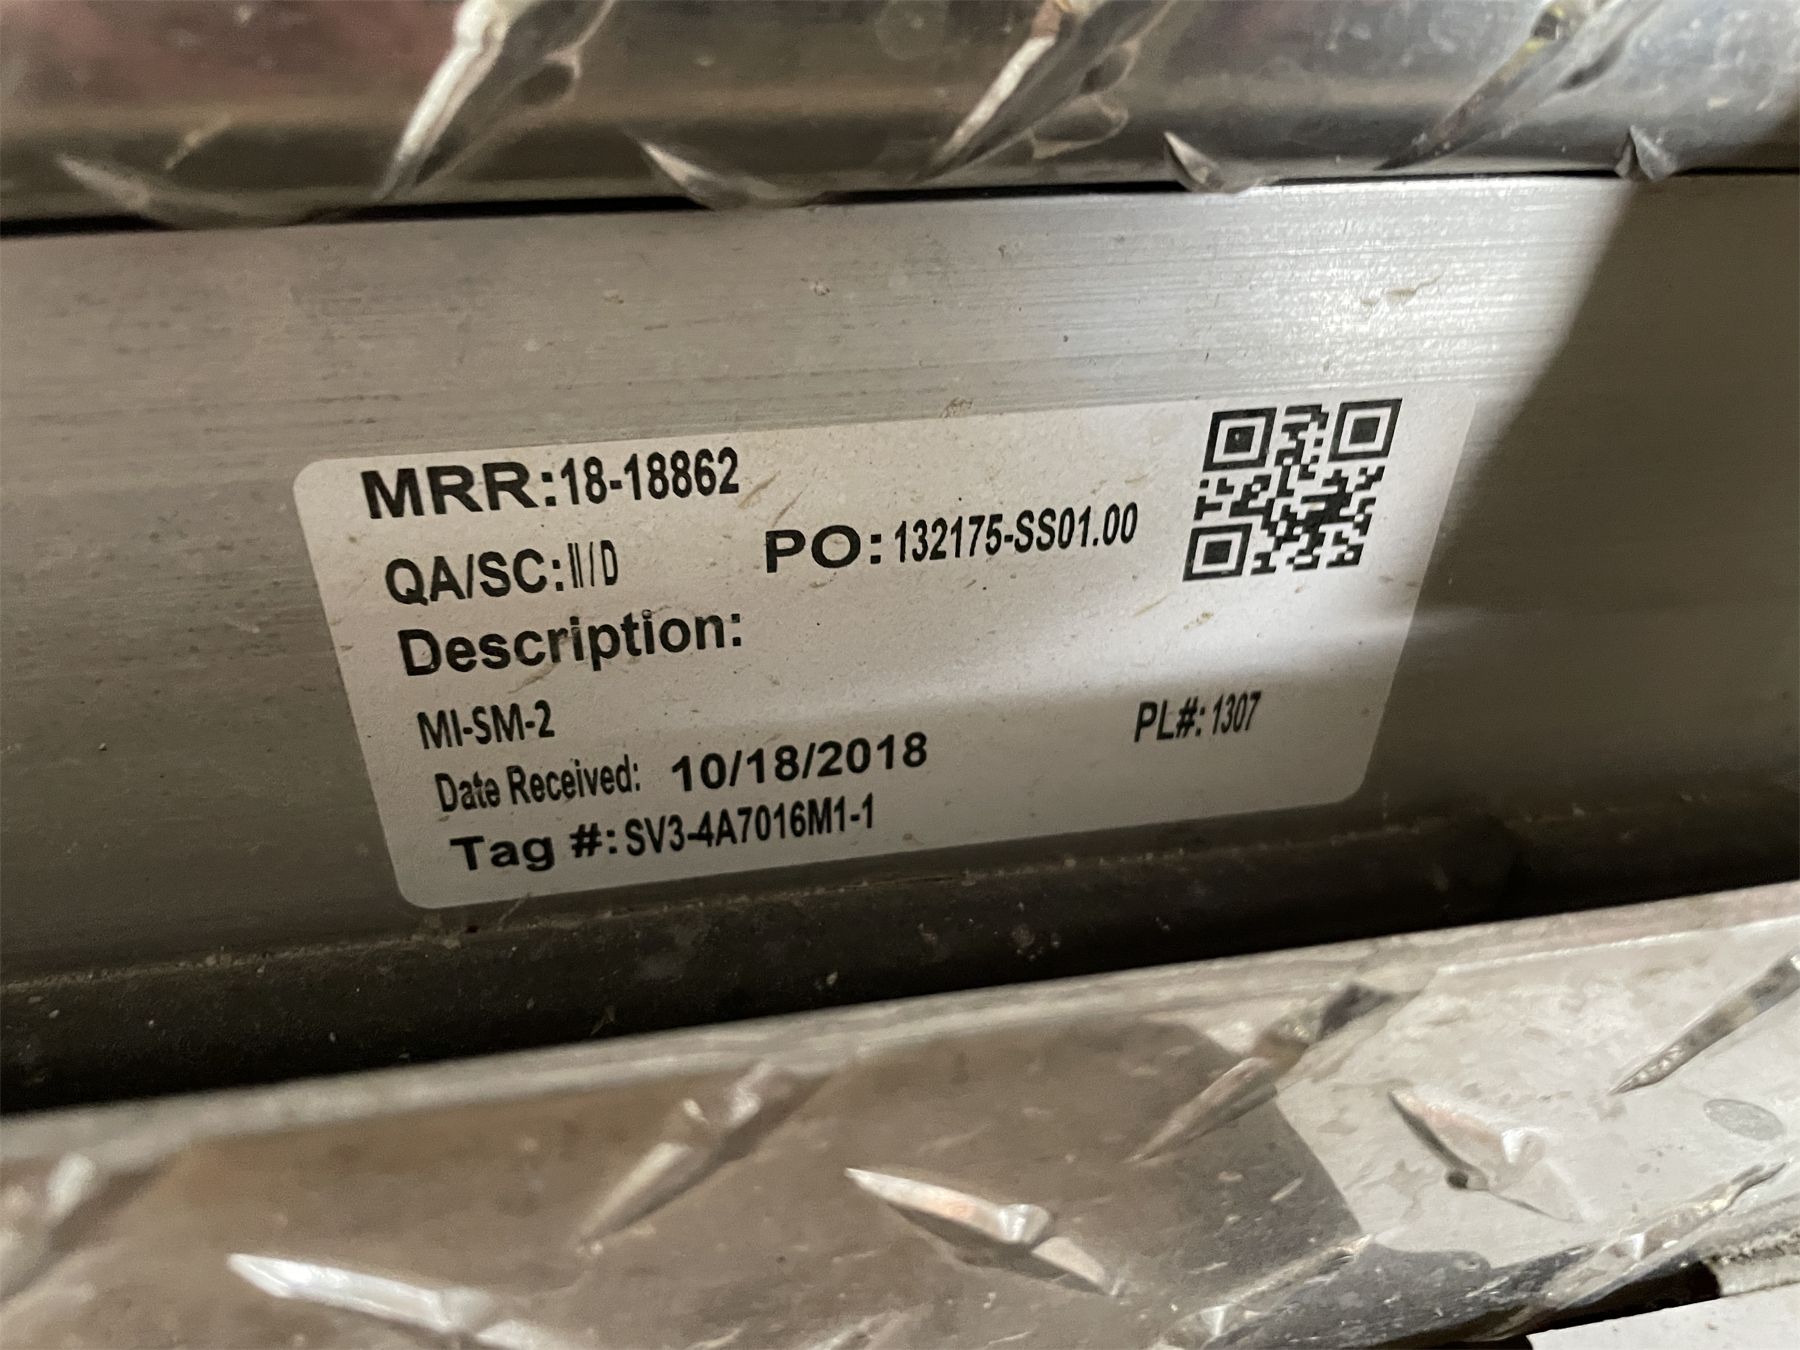 MRR:18-18862
QA/SC:II/D
PO:132175-SS01.00
Description:
MI-SM-2
PL#:1307
Date Received: 10/18/2018
Tag #:SV3-4A7016M1-1